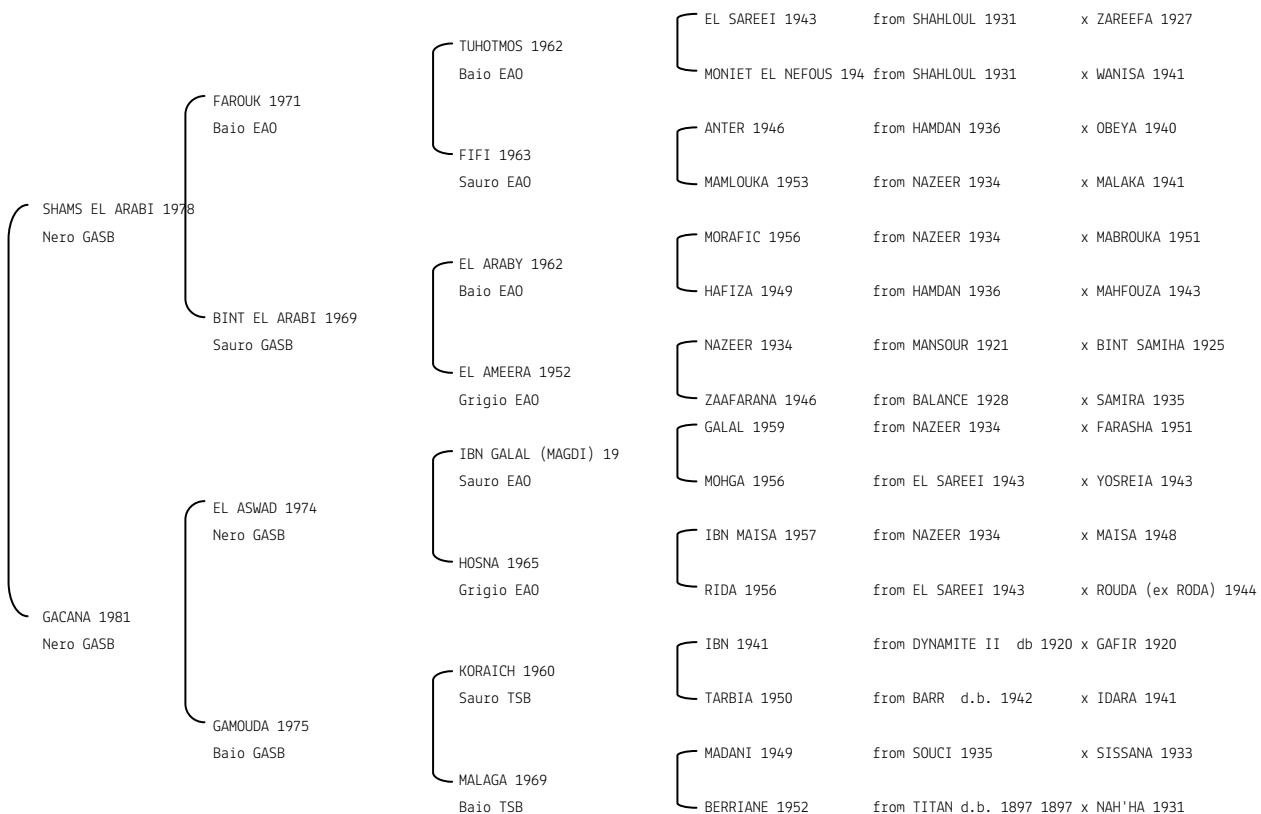 EL SAREEI 1943 from SHAHLOUL 1931 x ZAREEFA 1927
TUHOTMOS 1962
Baio EAO MONIET EL NEFOUS 194 from SHAHLOUL 1931 x WANISA 1941
FAROUK 1971
Baio EAO ANTER 1946 from HAMDAN 1936 x OBEYA 1940
FIFI 1963
Sauro EAO MAMLOUKA 1953 from NAZEER 1934 x MALAKA 1941
SHAMS EL ARABI 1978
Nero GASB MORAFIC 1956 from NAZEER 1934 x MABROUKA 1951
EL ARABY 1962
Baio EAO HAFIZA 1949 from HAMDAN 1936 x MAHFOUZA 1943
BINT EL ARABI 1969
Sauro GASB NAZEER 1934 from MANSOUR 1921 x BINT SAMIHA 1925
EL AMEERA 1952
Grigio EAO ZAAFARANA 1946 from BALANCE 1928 x SAMIRA 1935
GALAL 1959 from NAZEER 1934 x FARASHA 1951
IBN GALAL (MAGDI) 19
Sauro EAO MOHGA 1956 from EL SAREEI 1943 x YOSREIA 1943
EL ASWAD 1974
Nero GASB IBN MAISA 1957 from NAZEER 1934 x MAISA 1948
HOSNA 1965
Grigio EAO RIDA 1956 from EL SAREEI 1943 x ROUDA (ex RODA) 1944
GACANA 1981
Nero GASB IBN 1941 from DYNAMITE II db 1920 x GAFIR 1920
KORAICH 1960
Sauro TSB TARBIA 1950 from BARR d.b. 1942 x IDARA 1941
GAMOUDA 1975
Baio GASB MADANI 1949 from SOUCI 1935 x SISSANA 1933
MALAGA 1969
Baio TSB BERRIANE 1952 from TITAN d.b. 1897 1897 x NAH'HA 1931